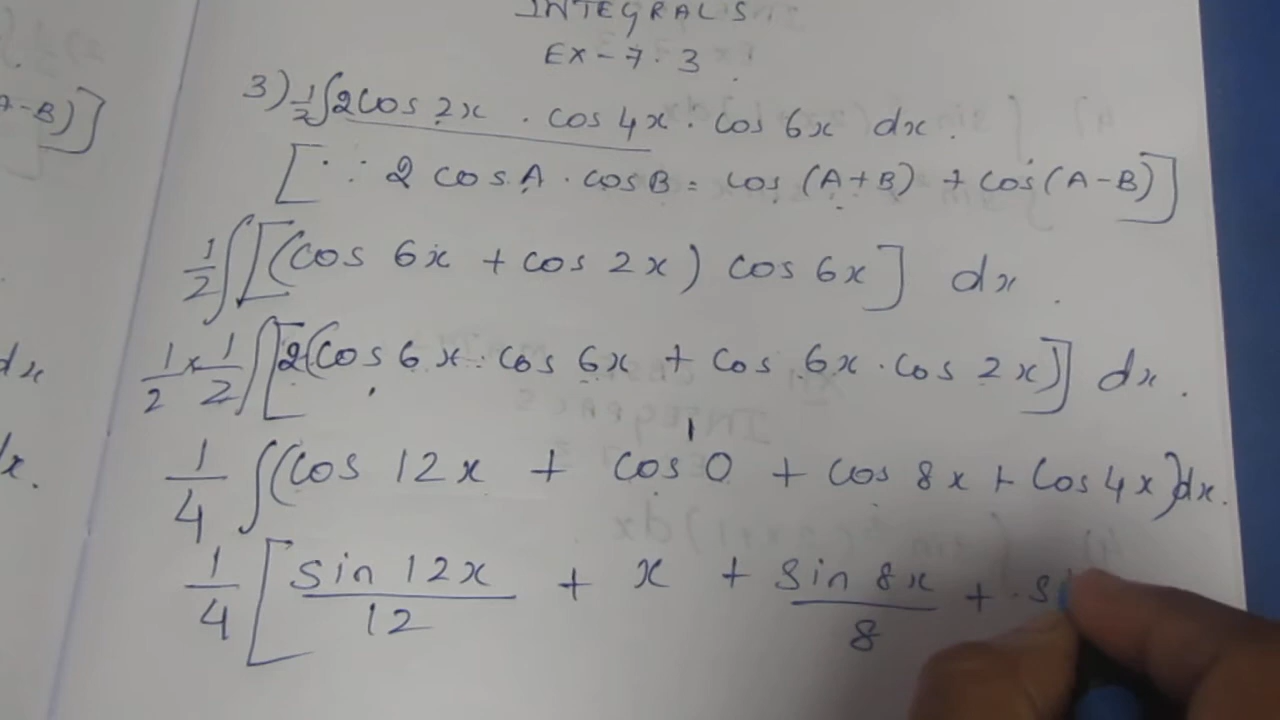 INTEGRALS
EX-7.3
3) 1/2 ∫ 2cos 2x . cos 4x . cos 6x dx.
[∵ 2 cos A . cos B = cos (A+B) + cos (A-B)]
1/2 ∫ [(cos 6x + cos 2x) cos 6x] dx.
1/2 x 1/2 ∫ [2(cos 6x . cos 6x + cos 6x . cos 2x)] dx.
1
1/4 ∫ (cos 12x + cos 0 + cos 8x + cos 4x) dx.
1/4 [ sin 12x / 12 + x + sin 8x / 8 + s
A-B)]
dx
dx.